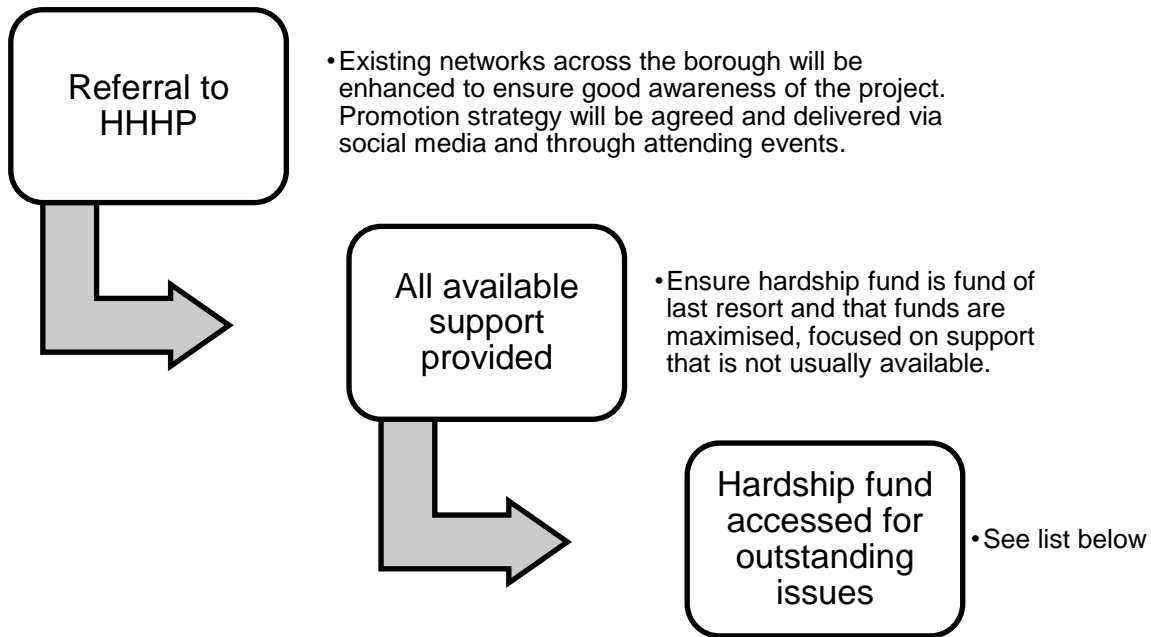 Referral to
HHHP
•Existing networks across the borough will be
enhanced to ensure good awareness of the project.
Promotion strategy will be agreed and delivered via
social media and through attending events.
All available
support
provided
•Ensure hardship fund is fund of
last resort and that funds are
maximised, focused on support
that is not usually available.
Hardship fund
accessed for
outstanding
issues
•See list below